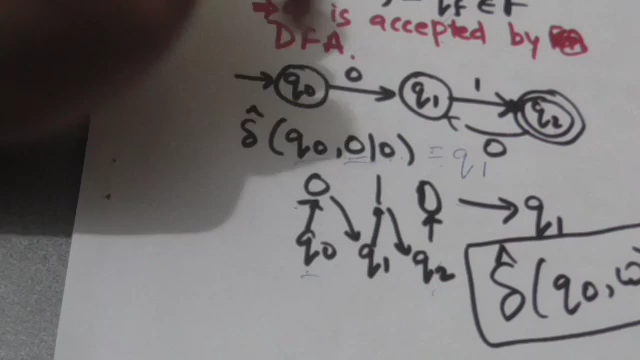 = qf ∈ F
is accepted by
DFA.
q0 0 q1 1 q2
0
δ̂(q0, 010) = q1
0 1 0 → q1
q0 q1 q2
δ̂(q0, ω